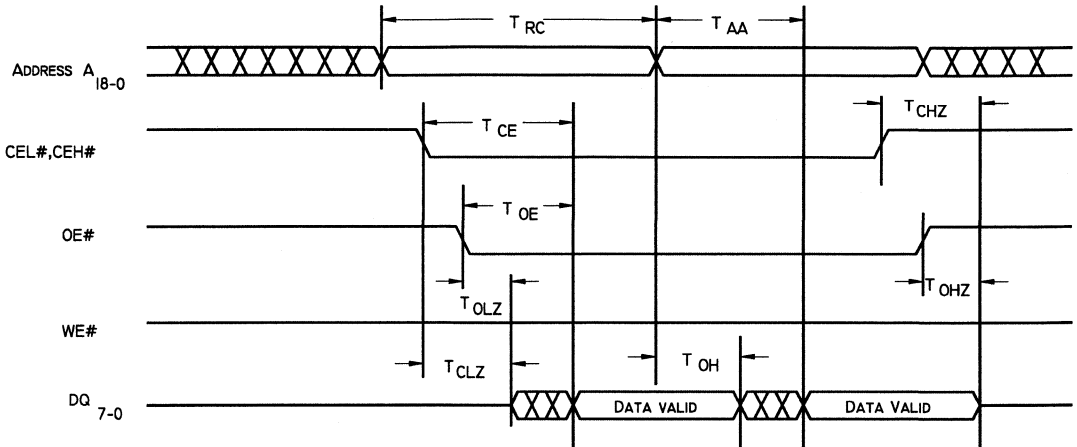 T RC
T AA
ADDRESS A 18-0
T CHZ
T CE
CEL#,CEH#
T OE
OE#
T OHZ
T OLZ
WE#
T CLZ
T OH
DQ 7-0
DATA VALID
DATA VALID